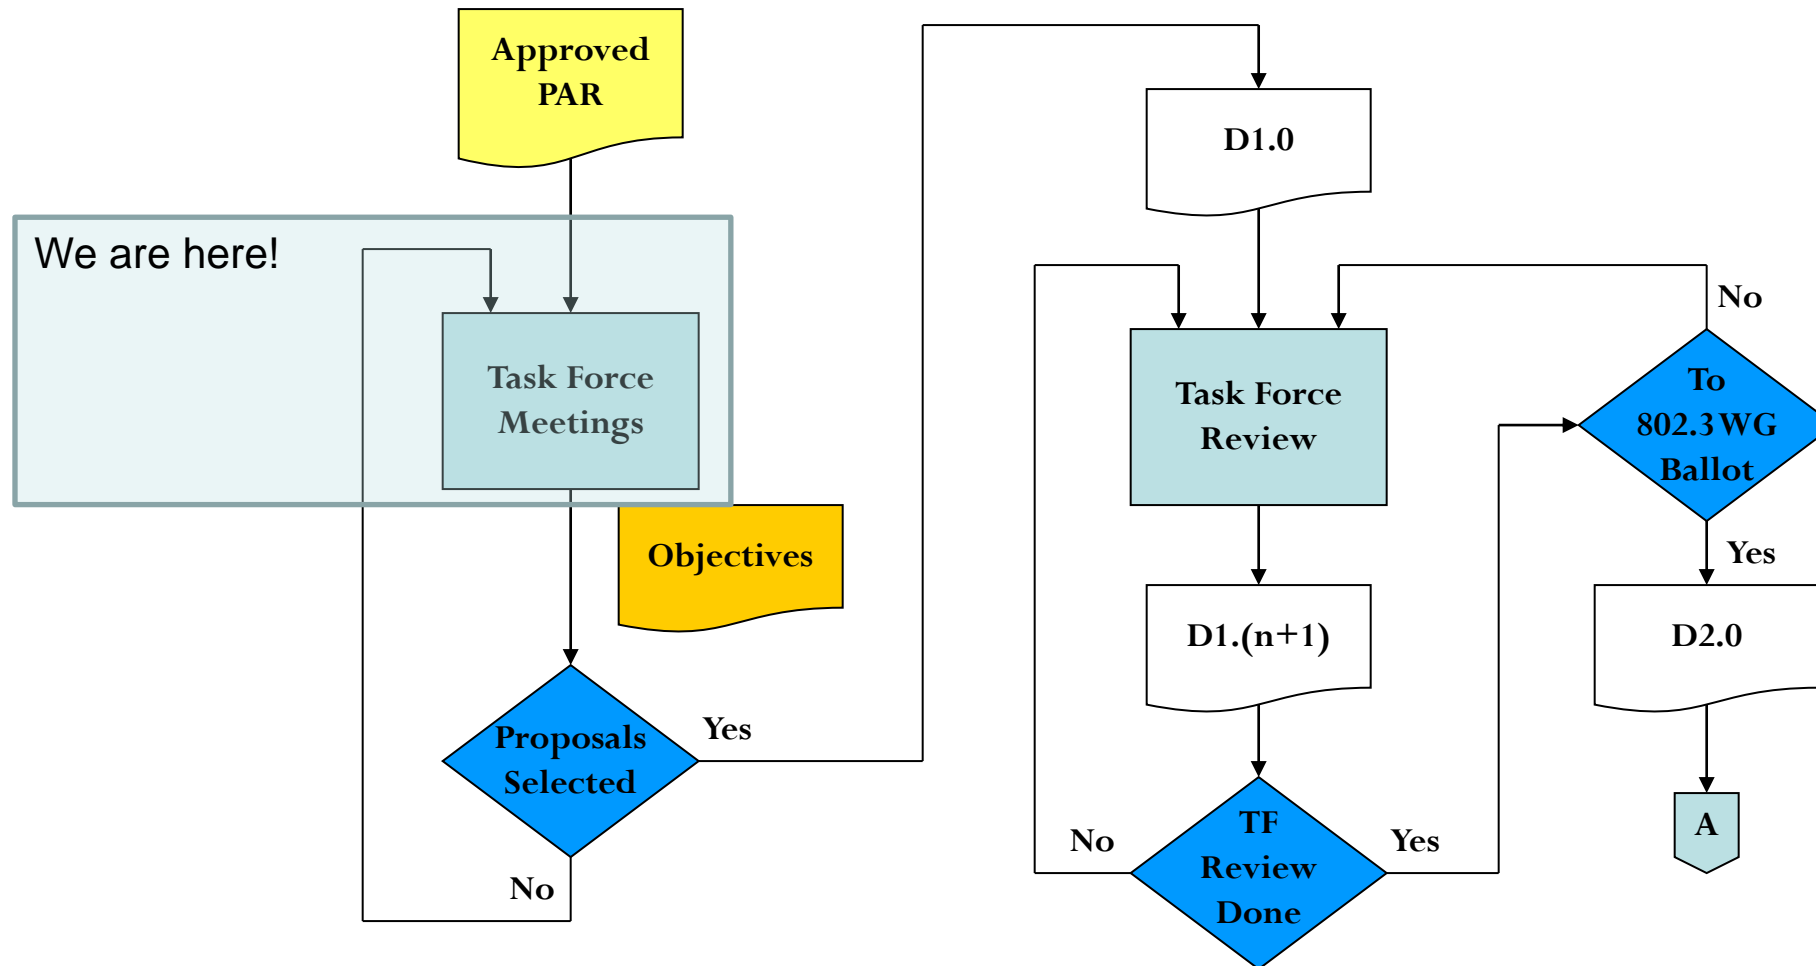 Approved
PAR
We are here!
Task Force
Meetings
Objectives
Proposals
Selected
Yes
No
D1.0
Task Force
Review
D1.(n+1)
TF
Review
Done
No
Yes
No
To
802.3 WG
Ballot
Yes
D2.0
A